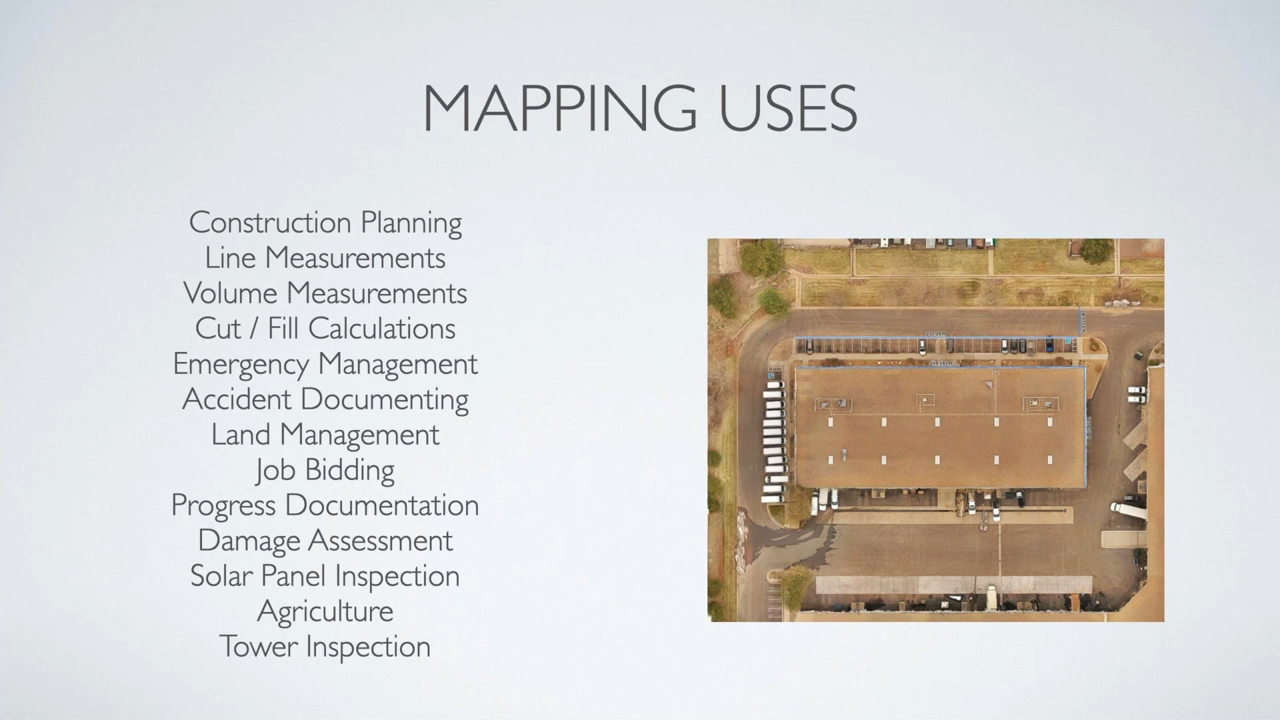 MAPPING USES
Construction Planning
Line Measurements
Volume Measurements
Cut / Fill Calculations
Emergency Management
Accident Documenting
Land Management
Job Bidding
Progress Documentation
Damage Assessment
Solar Panel Inspection
Agriculture
Tower Inspection